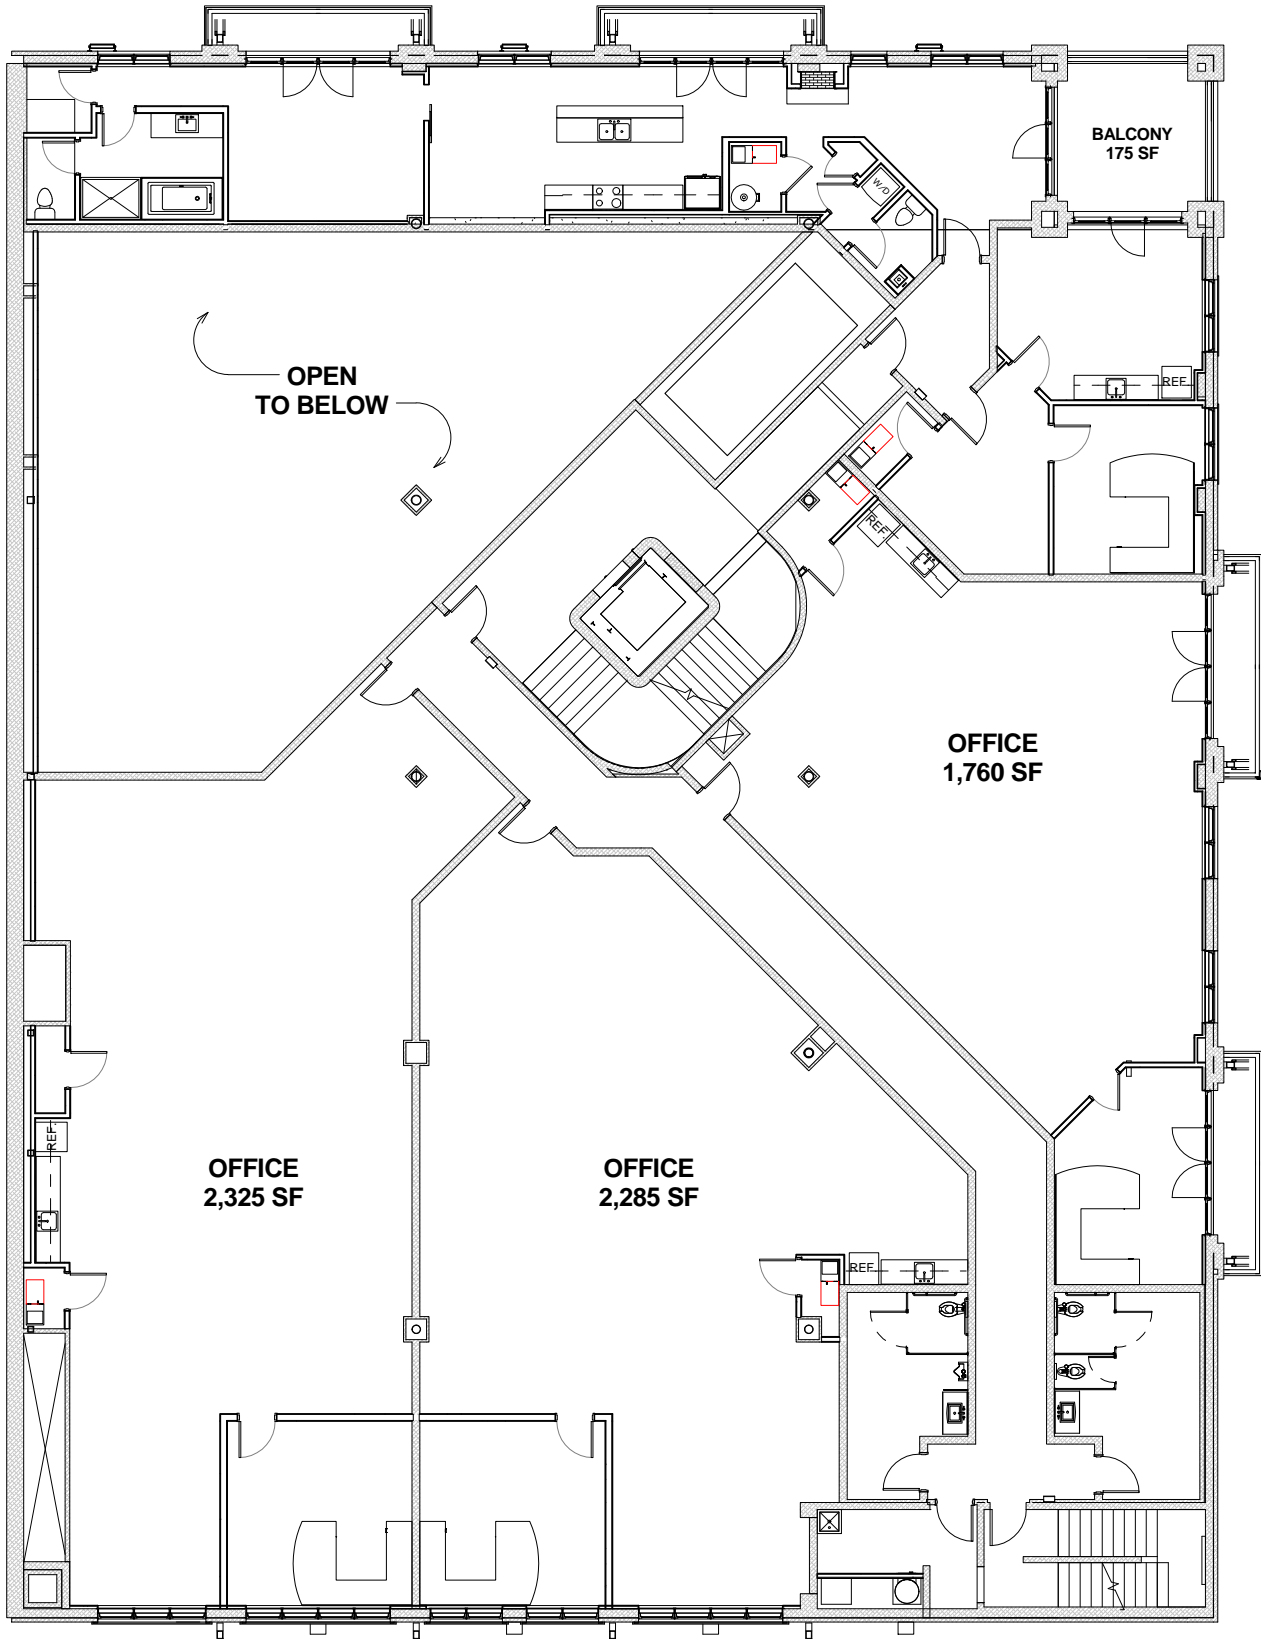 BALCONY
175 SF
W/D
OPEN
TO BELOW
REF.
REF.
OFFICE
1,760 SF
REF.
OFFICE
2,325 SF
OFFICE
2,285 SF
REF.